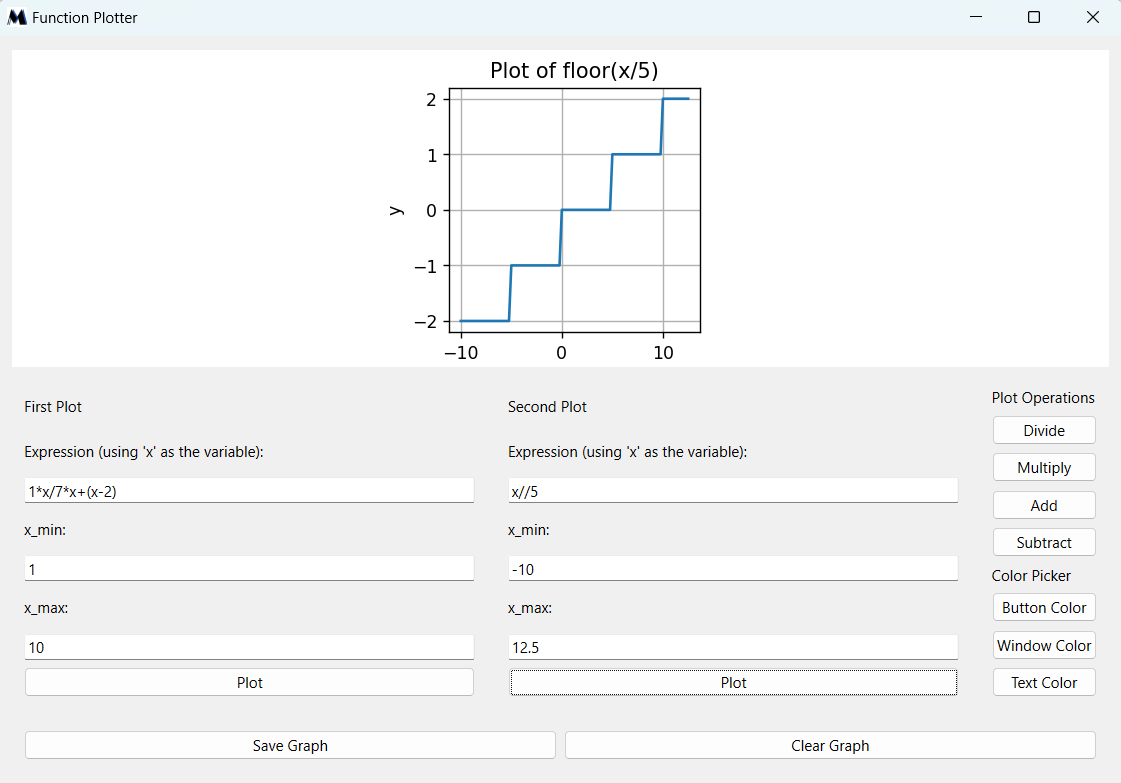 Function Plotter
Plot of floor(x/5)
2
1
0
−1
−2
y
−10 0 10
First Plot
Expression (using 'x' as the variable):
1*x/7*x+(x-2)
x_min:
1
x_max:
10
Plot
Second Plot
Expression (using 'x' as the variable):
x//5
x_min:
-10
x_max:
12.5
Plot
Plot Operations
Divide
Multiply
Add
Subtract
Color Picker
Button Color
Window Color
Text Color
Save Graph
Clear Graph